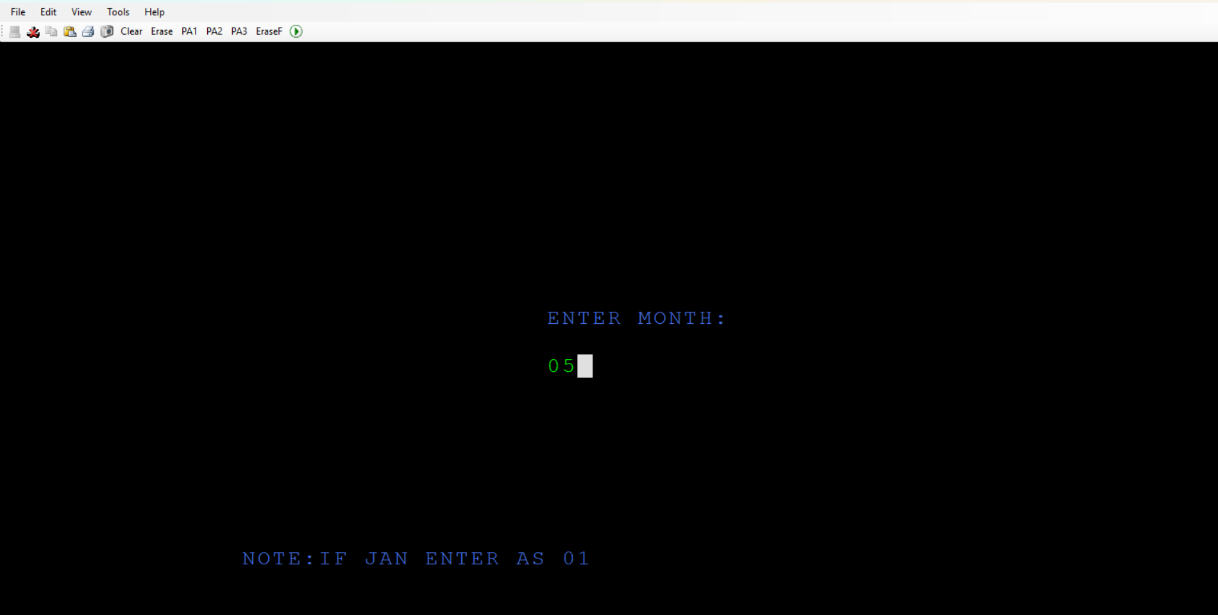 File Edit View Tools Help
Clear Erase PA1 PA2 PA3 EraseF
ENTER MONTH:
05
NOTE:IF JAN ENTER AS 01